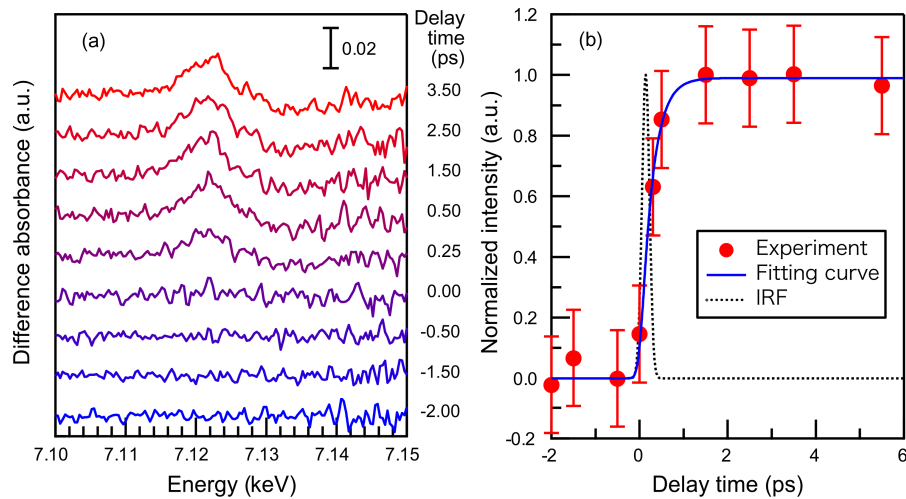 (a)
0.02
Delay
time
(ps)
3.50
2.50
1.50
0.50
0.25
0.00
-0.50
-1.50
-2.00
Difference absorbance (a.u.)
7.10 7.11 7.12 7.13 7.14 7.15
Energy (keV)
(b)
1.2
1.0
0.8
0.6
0.4
0.2
0.0
-0.2
Normalized intensity (a.u.)
Experiment
Fitting curve
IRF
-2 0 2 4 6
Delay time (ps)